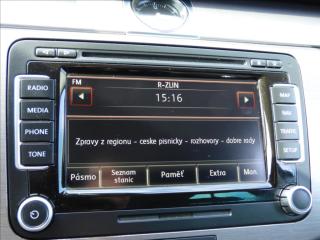 FM
R-ZLIN
15:16
Zpravy z regionu - ceske pisnicky - rozhovory - dobre rady
Pásmo
Seznam
stanic
Paměť
Extra
Man.
RADIO
MEDIA
PHONE
TONE
MAP
NAV
TRAFFIC
SETUP